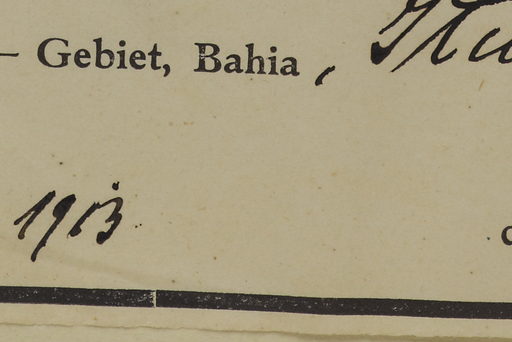 – Gebiet, Bahia,
1913